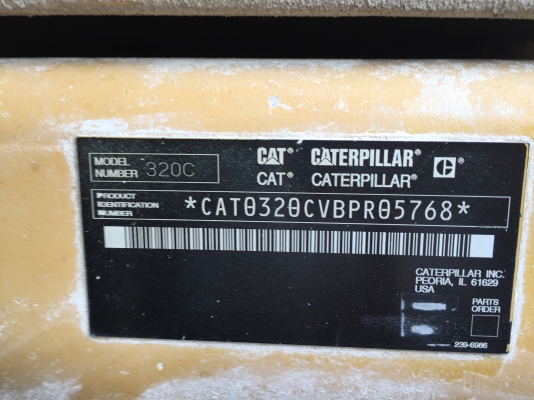 MODEL NUMBER 320C
CAT CATERPILLAR C
CAT® CATERPILLAR®
PRODUCT IDENTIFICATION NUMBER *CAT0320CVBPR05768*
CATERPILLAR INC.
PEORIA, IL 61629
USA
PARTS ORDER
239-6986